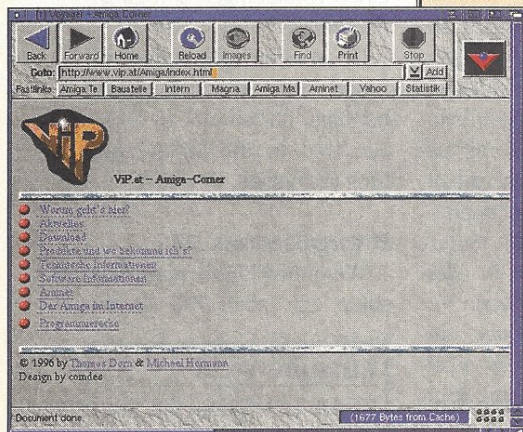 [1] Voyager - Amiga Corner
Back Forward Home Reload Images Find Print Stop
Goto: http://www.vip.at/Amiga/index.html Add
Fastlinks: Amiga Te Baustelle Intern Magna Amiga Ma Aminet Yahoo Statistik
ViP
ViP.at - Amiga-Corner
Worum geht's hier?
Aktuelles
Download
Produkte und wo bekomme ich's?
Technische Informationen
Software Informationen
Aminet
Der Amiga im Internet
Programmierecke
© 1996 by Thomas Dorn & Michael Hermann
Design by comdes
Document done. (1677 Bytes from Cache)